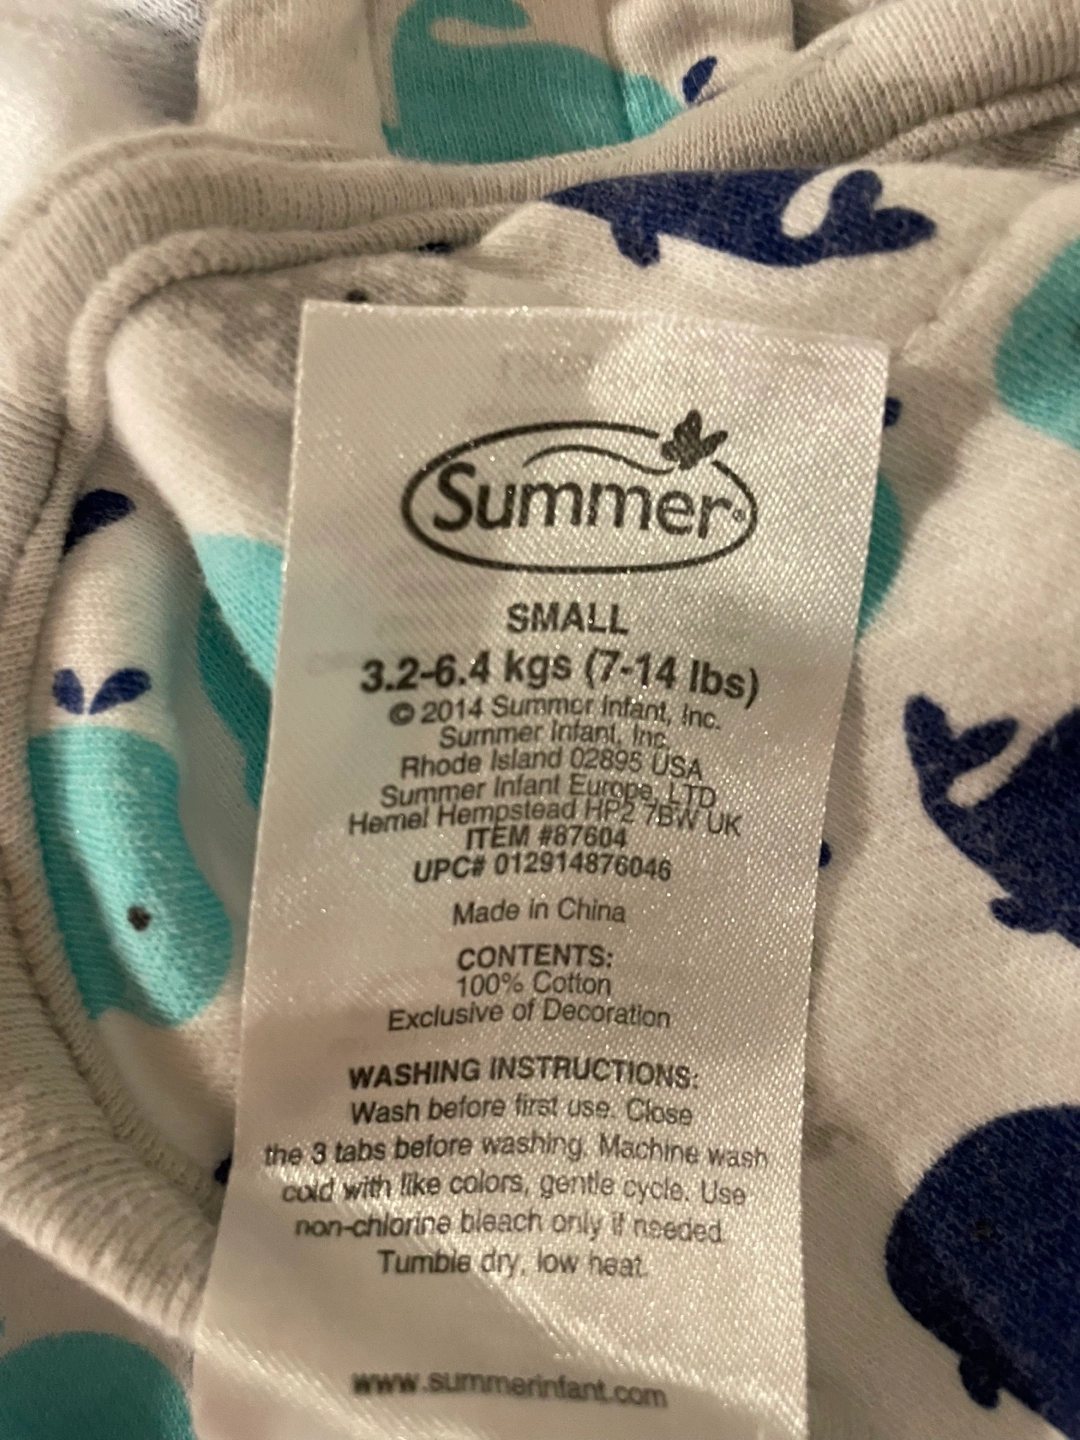 Summer
SMALL
3.2-6.4 kgs (7-14 lbs)
© 2014 Summer Infant, Inc.
Summer Infant, Inc.
Rhode Island 02895 USA
Summer Infant Europe, LTD
Hemel Hempstead HP2 7BW UK
ITEM #87604
UPC# 012914876046
Made in China
CONTENTS:
100% Cotton
Exclusive of Decoration
WASHING INSTRUCTIONS:
Wash before first use. Close
the 3 tabs before washing. Machine wash
cold with like colors, gentle cycle. Use
non-chlorine bleach only if needed.
Tumble dry, low heat.
www.summerinfant.com